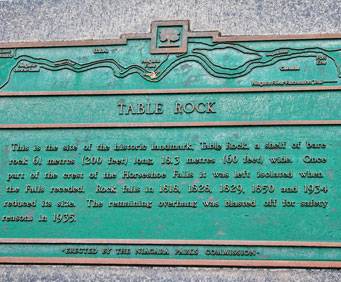 TABLE ROCK
This is the site of the historic landmark, Table Rock, a shelf of bare
rock 61 metres (200 feet) long, 18.3 metres (60 feet) wide. Once
part of the crest of the Horseshoe Falls it was left isolated when
the Falls receded. Rock falls in 1818, 1828, 1829, 1850 and 1934
reduced its size. The remaining overhang was blasted off for safety
reasons in 1935.
·ERECTED BY THE NIAGARA PARKS COMMISSION·